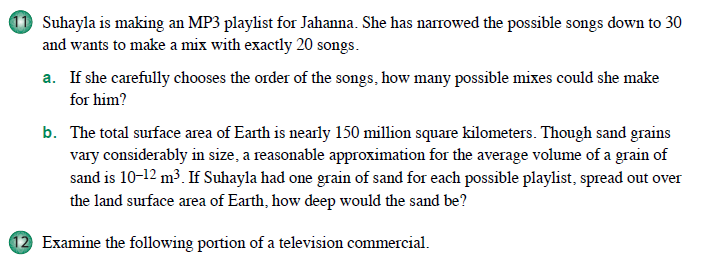 11 Suhayla is making an MP3 playlist for Jahanna. She has narrowed the possible songs down to 30
and wants to make a mix with exactly 20 songs.
a. If she carefully chooses the order of the songs, how many possible mixes could she make
for him?
b. The total surface area of Earth is nearly 150 million square kilometers. Though sand grains
vary considerably in size, a reasonable approximation for the average volume of a grain of
sand is 10⁻¹² m³. If Suhayla had one grain of sand for each possible playlist, spread out over
the land surface area of Earth, how deep would the sand be?
12 Examine the following portion of a television commercial.